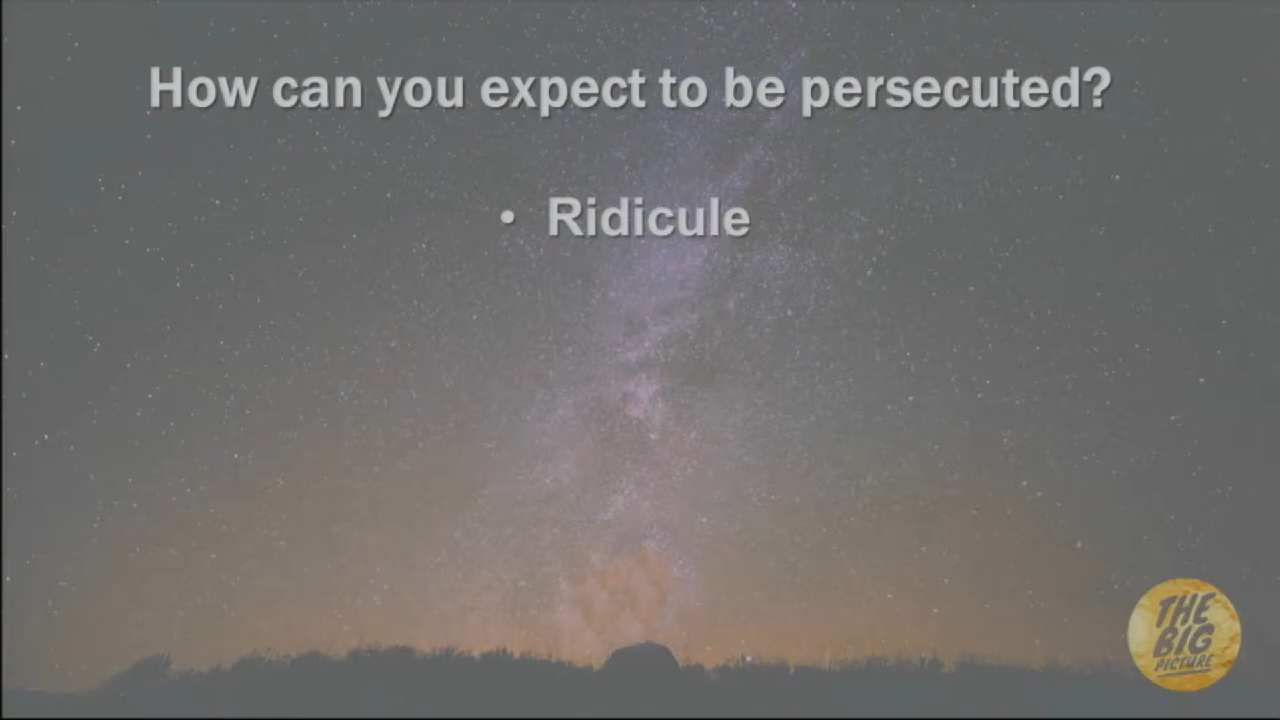 How can you expect to be persecuted?
• Ridicule
THE
BIG
PICTURE